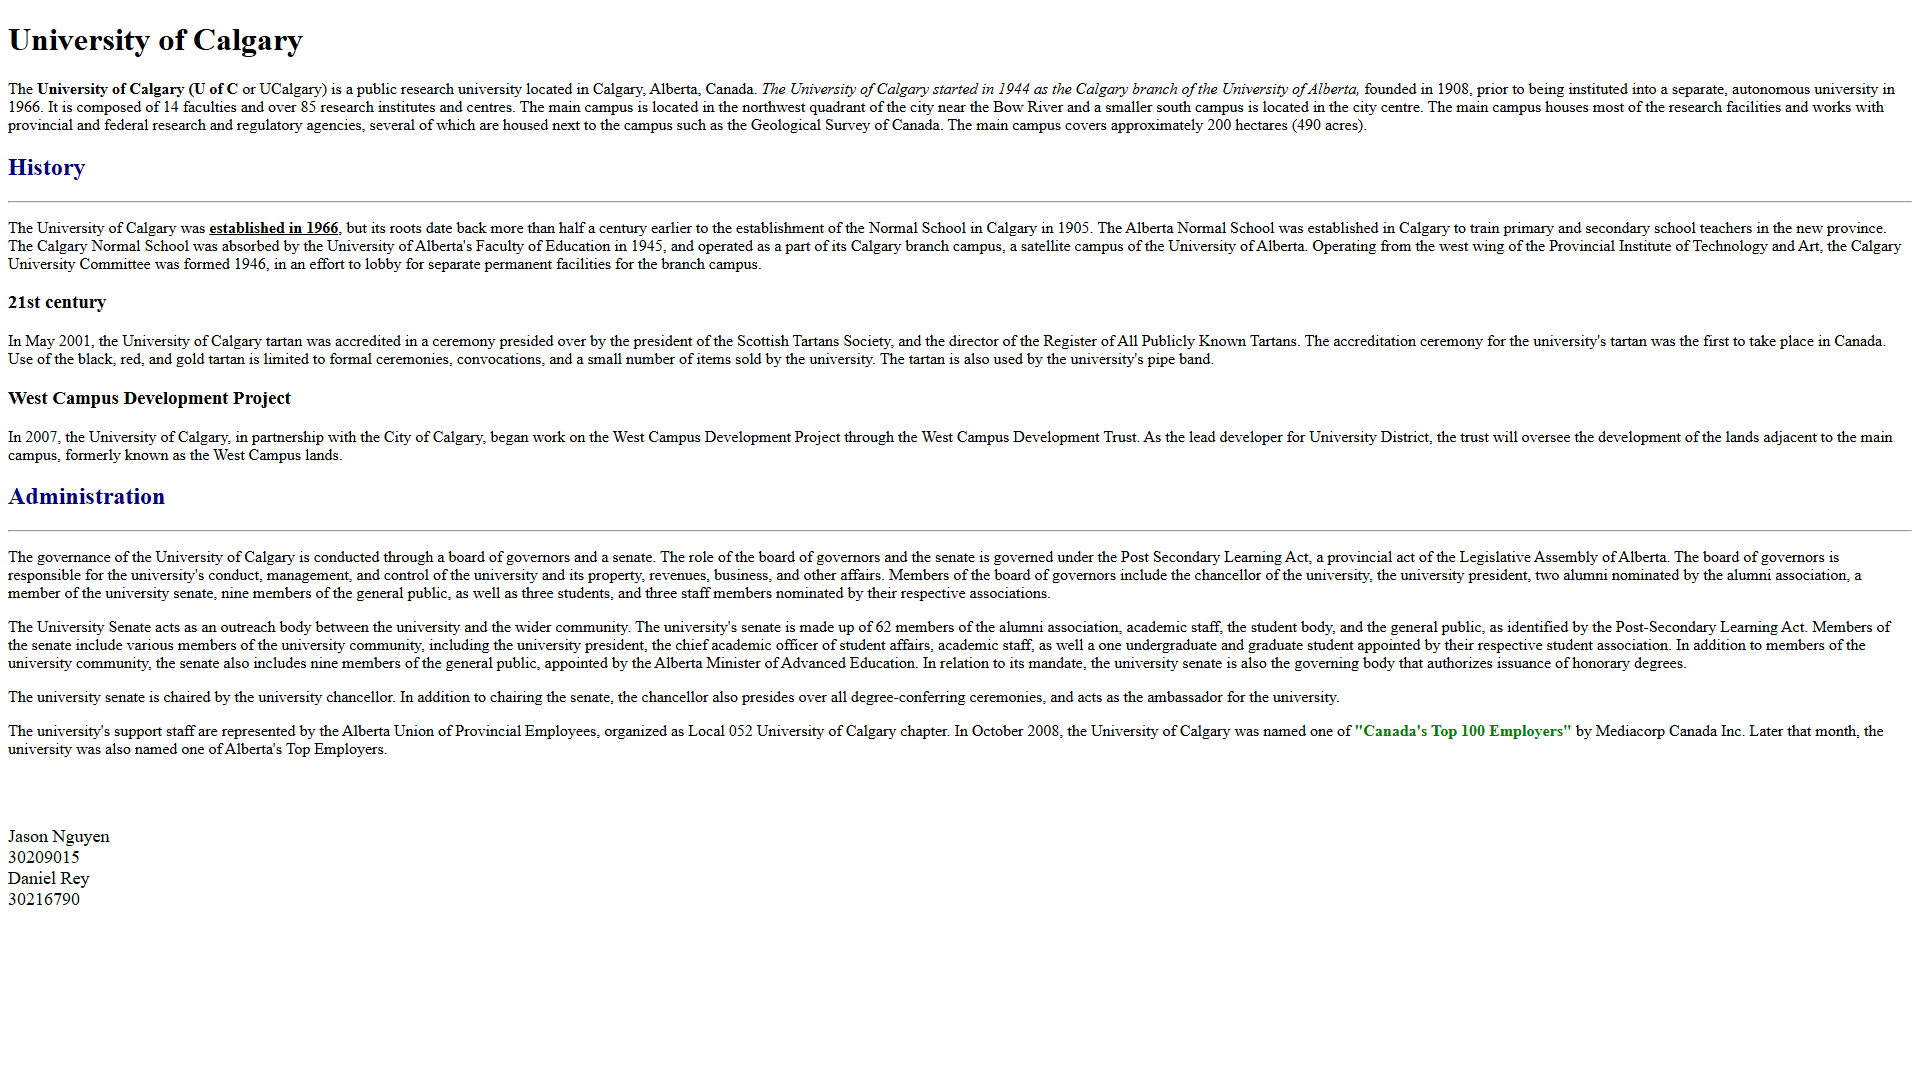 University of Calgary
The University of Calgary (U of C or UCalgary) is a public research university located in Calgary, Alberta, Canada. The University of Calgary started in 1944 as the Calgary branch of the University of Alberta, founded in 1908, prior to being instituted into a separate, autonomous university in
1966. It is composed of 14 faculties and over 85 research institutes and centres. The main campus is located in the northwest quadrant of the city near the Bow River and a smaller south campus is located in the city centre. The main campus houses most of the research facilities and works with
provincial and federal research and regulatory agencies, several of which are housed next to the campus such as the Geological Survey of Canada. The main campus covers approximately 200 hectares (490 acres).
History
The University of Calgary was established in 1966, but its roots date back more than half a century earlier to the establishment of the Normal School in Calgary in 1905. The Alberta Normal School was established in Calgary to train primary and secondary school teachers in the new province.
The Calgary Normal School was absorbed by the University of Alberta's Faculty of Education in 1945, and operated as a part of its Calgary branch campus, a satellite campus of the University of Alberta. Operating from the west wing of the Provincial Institute of Technology and Art, the Calgary
University Committee was formed 1946, in an effort to lobby for separate permanent facilities for the branch campus.
21st century
In May 2001, the University of Calgary tartan was accredited in a ceremony presided over by the president of the Scottish Tartans Society, and the director of the Register of All Publicly Known Tartans. The accreditation ceremony for the university's tartan was the first to take place in Canada.
Use of the black, red, and gold tartan is limited to formal ceremonies, convocations, and a small number of items sold by the university. The tartan is also used by the university's pipe band.
West Campus Development Project
In 2007, the University of Calgary, in partnership with the City of Calgary, began work on the West Campus Development Project through the West Campus Development Trust. As the lead developer for University District, the trust will oversee the development of the lands adjacent to the main
campus, formerly known as the West Campus lands.
Administration
The governance of the University of Calgary is conducted through a board of governors and a senate. The role of the board of governors and the senate is governed under the Post Secondary Learning Act, a provincial act of the Legislative Assembly of Alberta. The board of governors is
responsible for the university's conduct, management, and control of the university and its property, revenues, business, and other affairs. Members of the board of governors include the chancellor of the university, the university president, two alumni nominated by the alumni association, a
member of the university senate, nine members of the general public, as well as three students, and three staff members nominated by their respective associations.
The University Senate acts as an outreach body between the university and the wider community. The university's senate is made up of 62 members of the alumni association, academic staff, the student body, and the general public, as identified by the Post-Secondary Learning Act. Members of
the senate include various members of the university community, including the university president, the chief academic officer of student affairs, academic staff, as well a one undergraduate and graduate student appointed by their respective student association. In addition to members of the
university community, the senate also includes nine members of the general public, appointed by the Alberta Minister of Advanced Education. In relation to its mandate, the university senate is also the governing body that authorizes issuance of honorary degrees.
The university senate is chaired by the university chancellor. In addition to chairing the senate, the chancellor also presides over all degree-conferring ceremonies, and acts as the ambassador for the university.
The university's support staff are represented by the Alberta Union of Provincial Employees, organized as Local 052 University of Calgary chapter. In October 2008, the University of Calgary was named one of "Canada's Top 100 Employers" by Mediacorp Canada Inc. Later that month, the
university was also named one of Alberta's Top Employers.
Jason Nguyen
30209015
Daniel Rey
30216790